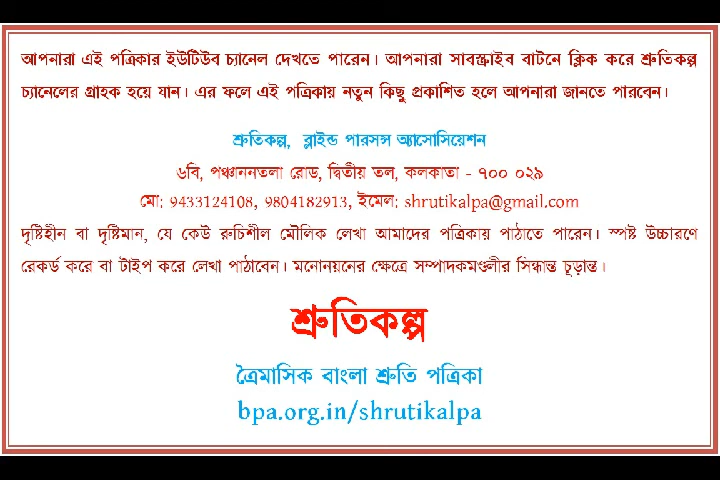 আপনারা এই পত্রিকার ইউটিউব চ্যানেল দেখতে পারেন। আপনারা সাবস্ক্রাইব বাটনে ক্লিক করে শ্রুতিকল্প
চ্যানেলের গ্রাহক হয়ে যান। এর ফলে এই পত্রিকায় নতুন কিছু প্রকাশিত হলে আপনারা জানতে পারবেন।
শ্রুতিকল্প, ব্লাইন্ড পারসন্স অ্যাসোসিয়েশন
৬বি, পঞ্চাননতলা রোড, দ্বিতীয় তল, কলকাতা - ৭০০ ০২৯
মো: 9433124108, 9804182913, ইমেল: shrutikalpa@gmail.com
দৃষ্টিহীন বা দৃষ্টিমান, যে কেউ রুচিশীল মৌলিক লেখা আমাদের পত্রিকায় পাঠাতে পারেন। স্পষ্ট উচ্চারণে
রেকর্ড করে বা টাইপ করে লেখা পাঠাবেন। মনোনয়নের ক্ষেত্রে সম্পাদকমণ্ডলীর সিদ্ধান্ত চূড়ান্ত।
শ্রুতিকল্প
ত্রৈমাসিক বাংলা শ্রুতি পত্রিকা
bpa.org.in/shrutikalpa